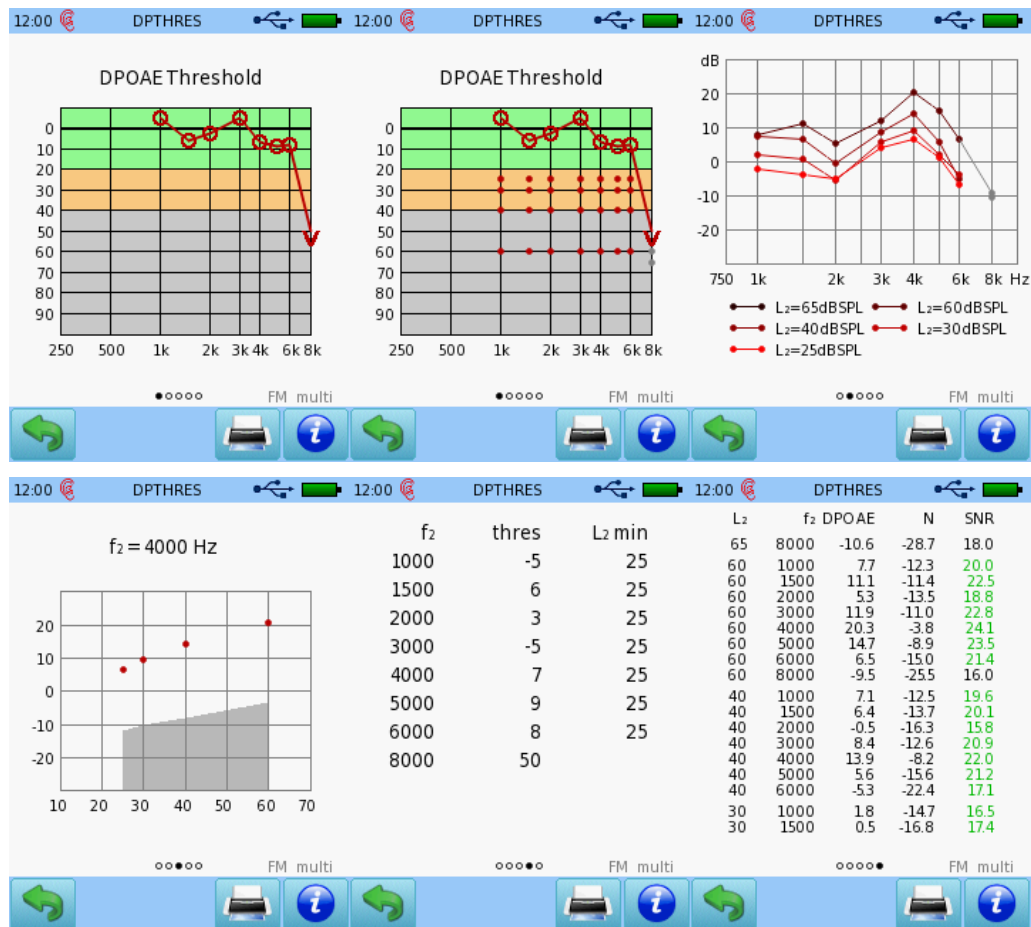 12:00 DPTHRES
DPOAE Threshold
0
10
20
30
40
50
60
70
80
90
250 500 1k 2k 3k 4k 6k 8k
FM multi
12:00 DPTHRES
DPOAE Threshold
0
10
20
30
40
50
60
70
80
90
250 500 1k 2k 3k 4k 6k 8k
FM multi
12:00 DPTHRES
dB
20
10
0
-10
-20
750 1k 2k 3k 4k 6k 8k Hz
L₂=65dBSPL L₂=60dBSPL
L₂=40dBSPL L₂=30dBSPL
L₂=25dBSPL
FM multi
12:00 DPTHRES
f₂ = 4000 Hz
20
10
0
-10
-20
10 20 30 40 50 60 70
FM multi
12:00 DPTHRES
f₂ thres L₂ min
1000 -5 25
1500 6 25
2000 3 25
3000 -5 25
4000 7 25
5000 9 25
6000 8 25
8000 50
FM multi
12:00 DPTHRES
L₂ f₂ DPOAE N SNR
65 8000 -10.6 -28.7 18.0
60 1000 7.7 -12.3 20.0
60 1500 11.1 -11.4 22.5
60 2000 5.3 -13.5 18.8
60 3000 11.9 -11.0 22.8
60 4000 20.3 -3.8 24.1
60 5000 14.7 -8.9 23.5
60 6000 6.5 -15.0 21.4
60 8000 -9.5 -25.5 16.0
40 1000 7.1 -12.5 19.6
40 1500 6.4 -13.7 20.1
40 2000 -0.5 -16.3 15.8
40 3000 8.4 -12.6 20.9
40 4000 13.9 -8.2 22.0
40 5000 5.6 -15.6 21.2
40 6000 -5.3 -22.4 17.1
30 1000 1.8 -14.7 16.5
30 1500 0.5 -16.8 17.4
FM multi